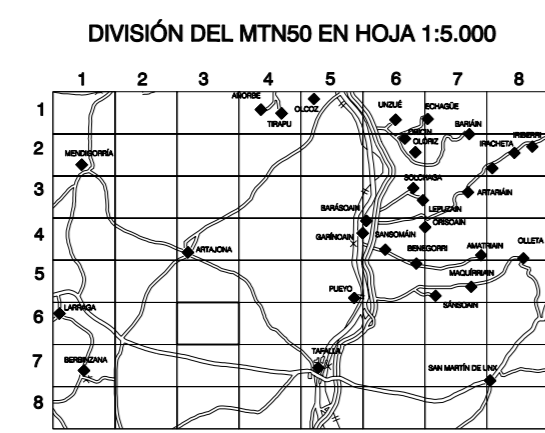 DIVISIÓN DEL MTN50 EN HOJA 1:5.000
1 2 3 4 5 6 7 8
1
2
3
4
5
6
7
8
AÑORBE
TIRAPU
OLCOZ
UNZUÉ
ECHAGÜE
ORICIN
OLÓRIZ
BARIÁIN
IRACHETA
IRIBERRI
MENDIGORRÍA
SOLCHAGA
LEPUZAIN
ARTARIÁIN
BARÁSOAIN
ORISOAIN
GARÍNOAIN
SANSOMÁIN
BENEGORRI
AMATRIAIN
OLLETA
ARTAJONA
MAQUÍRRIAIN
PUEYO
SÁNSOAIN
LARRAGA
TAFALLA
BERBINZANA
SAN MARTÍN DE UNX